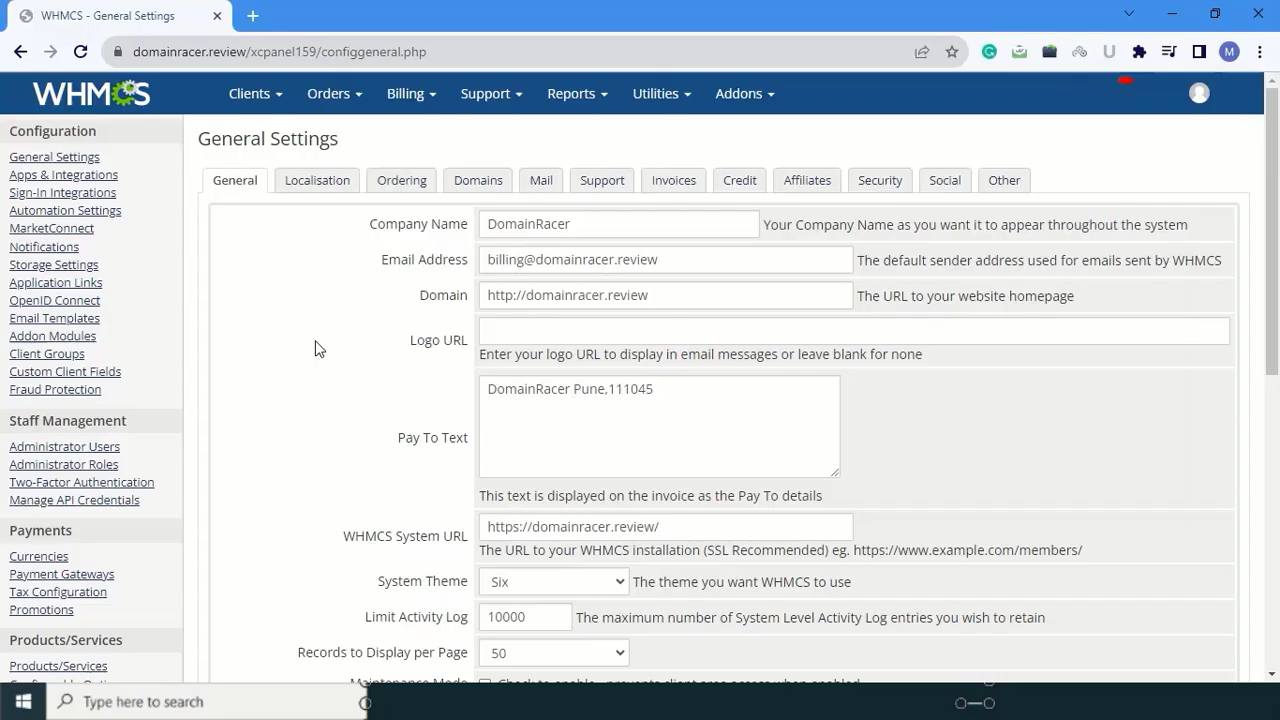 WHMCS - General Settings
domainracer.review/xcpanel159/configgeneral.php
M
WHMCS
Clients Orders Billing Support Reports Utilities Addons
Configuration
General Settings
Apps & Integrations
Sign-In Integrations
Automation Settings
MarketConnect
Notifications
Storage Settings
Application Links
OpenID Connect
Email Templates
Addon Modules
Client Groups
Custom Client Fields
Fraud Protection
Staff Management
Administrator Users
Administrator Roles
Two-Factor Authentication
Manage API Credentials
Payments
Currencies
Payment Gateways
Tax Configuration
Promotions
Products/Services
Products/Services
General Settings
General Localisation Ordering Domains Mail Support Invoices Credit Affiliates Security Social Other
Company Name DomainRacer Your Company Name as you want it to appear throughout the system
Email Address billing@domainracer.review The default sender address used for emails sent by WHMCS
Domain http://domainracer.review The URL to your website homepage
Logo URL
Enter your logo URL to display in email messages or leave blank for none
DomainRacer Pune,111045
Pay To Text
This text is displayed on the invoice as the Pay To details
https://domainracer.review/
WHMCS System URL
The URL to your WHMCS installation (SSL Recommended) eg. https://www.example.com/members/
System Theme Six The theme you want WHMCS to use
Limit Activity Log 10000 The maximum number of System Level Activity Log entries you wish to retain
Records to Display per Page 50
Type here to search